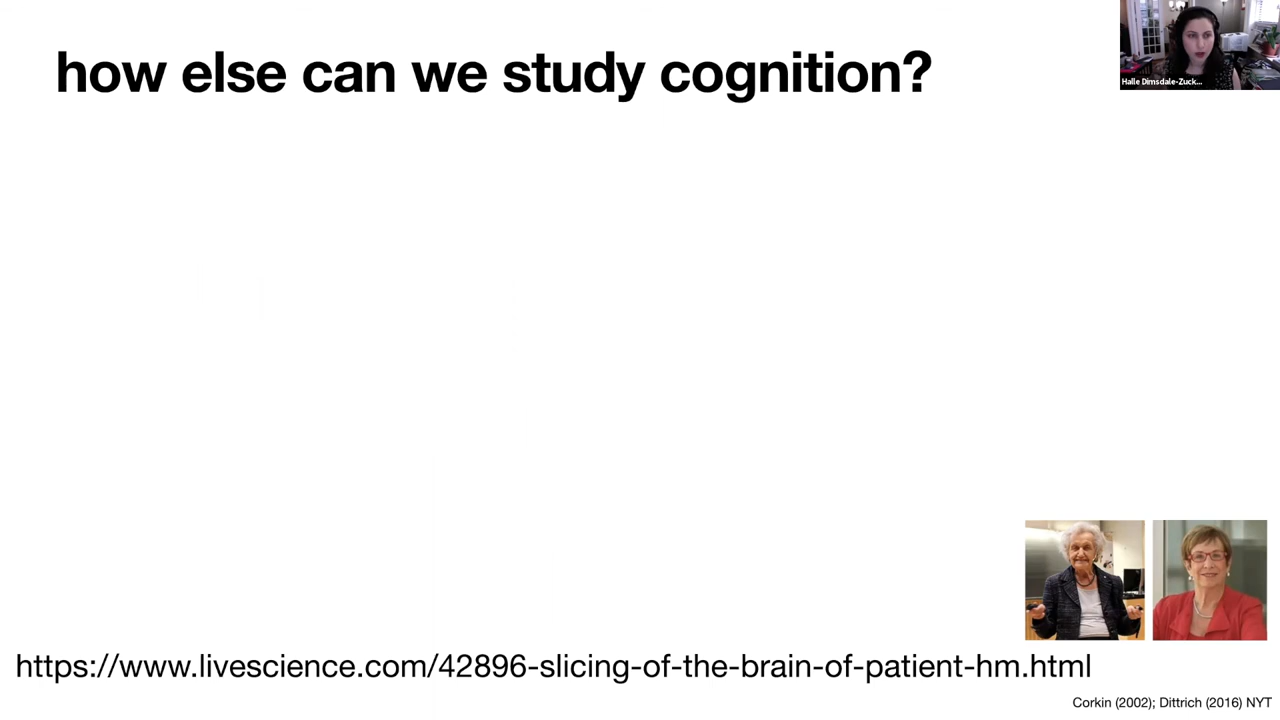 how else can we study cognition?
Halle Dimsdale-Zuck...
https://www.livescience.com/42896-slicing-of-the-brain-of-patient-hm.html
Corkin (2002); Dittrich (2016) NYT